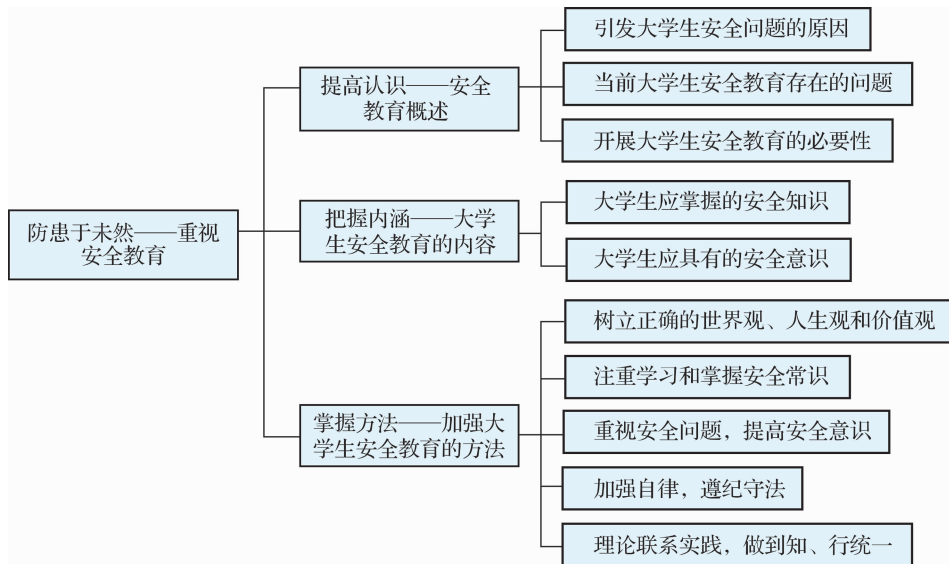 防患于未然——重视
安全教育
提高认识——安全
教育概述
引发大学生安全问题的原因
当前大学生安全教育存在的问题
开展大学生安全教育的必要性
把握内涵——大学
生安全教育的内容
大学生应掌握的安全知识
大学生应具有的安全意识
掌握方法——加强大
学生安全教育的方法
树立正确的世界观、人生观和价值观
注重学习和掌握安全常识
重视安全问题，提高安全意识
加强自律，遵纪守法
理论联系实践，做到知、行统一